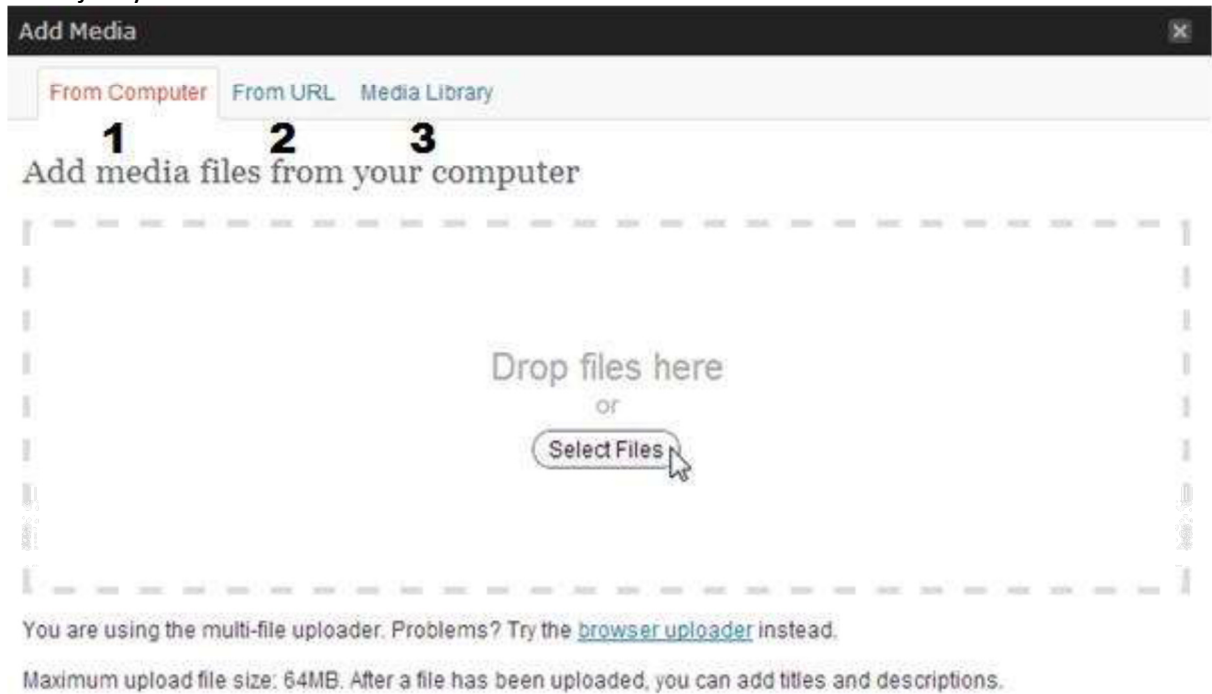 Add Media
From Computer From URL Media Library
1 2 3
Add media files from your computer
Drop files here
or
Select Files
You are using the multi-file uploader. Problems? Try the browser uploader instead.
Maximum upload file size: 64MB. After a file has been uploaded, you can add titles and descriptions.